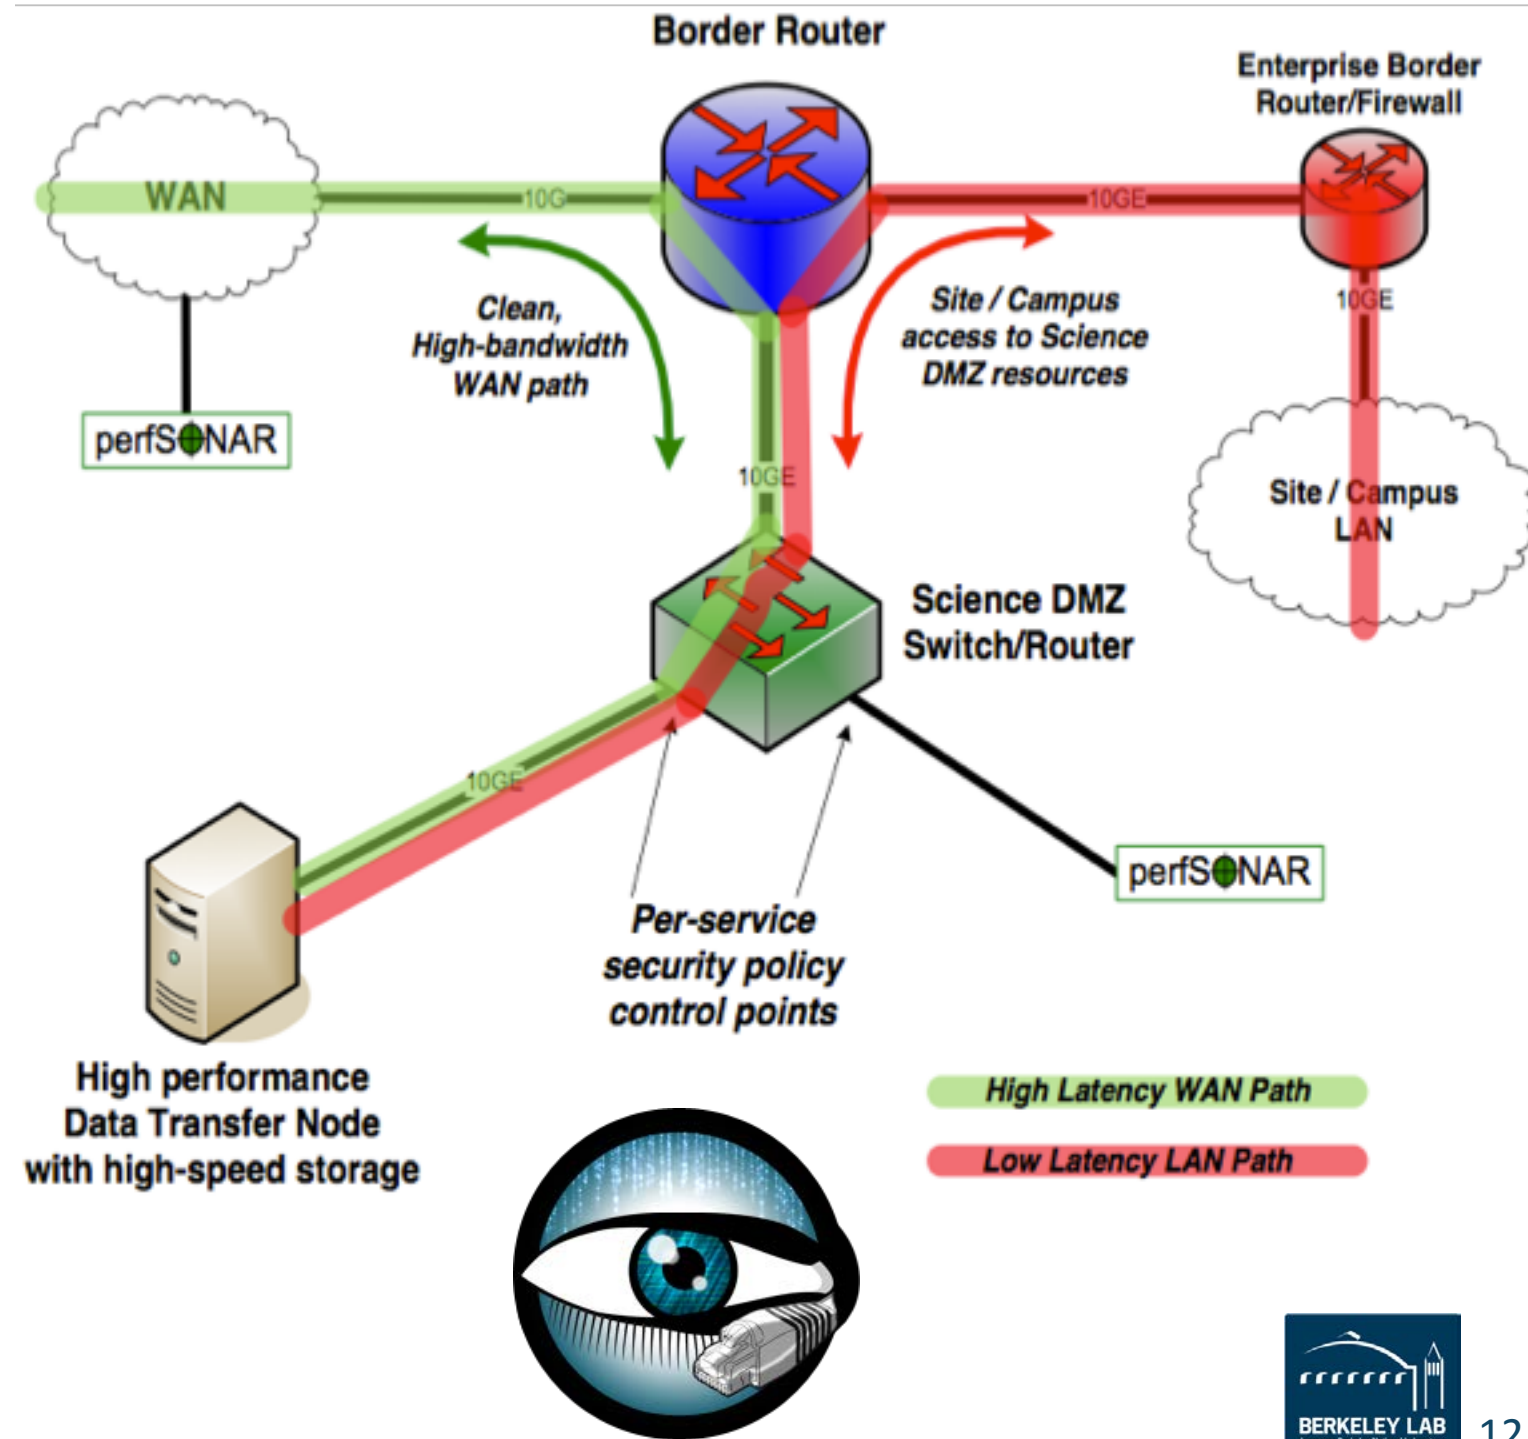 Border Router
Enterprise Border
Router/Firewall
WAN
10G
10GE
10GE
Clean,
High-bandwidth
WAN path
Site / Campus
access to Science
DMZ resources
perfSONAR
10GE
Site / Campus
LAN
Science DMZ
Switch/Router
10GE
perfSONAR
Per-service
security policy
control points
High performance
Data Transfer Node
with high-speed storage
High Latency WAN Path
Low Latency LAN Path
BERKELEY LAB
12